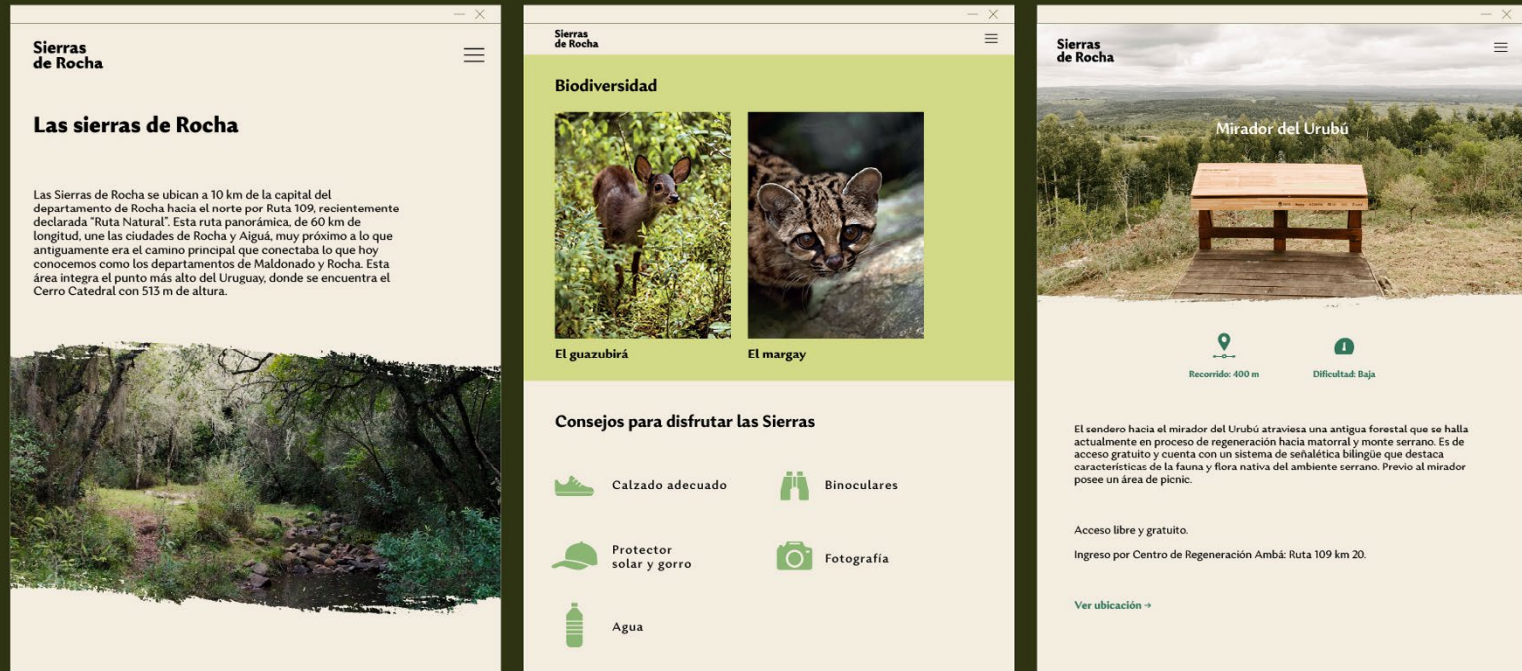 Sierras
de Rocha
Las sierras de Rocha
Las Sierras de Rocha se ubican a 10 km de la capital del
departamento de Rocha hacia el norte por Ruta 109, recientemente
declarada "Ruta Natural". Esta ruta panorámica, de 60 km de
longitud, une las ciudades de Rocha y Aiguá, muy próximo a lo que
antiguamente era el camino principal que conectaba lo que hoy
conocemos como los departamentos de Maldonado y Rocha. Esta
área integra el punto más alto del Uruguay, donde se encuentra el
Cerro Catedral con 513 m de altura.
Sierras
de Rocha
Biodiversidad
El guazubirá
El margay
Consejos para disfrutar las Sierras
Calzado adecuado
Binoculares
Protector
solar y gorro
Fotografía
Agua
Sierras
de Rocha
Mirador del Urubú
Recorrido: 400 m
Dificultad: Baja
El sendero hacia el mirador del Urubú atraviesa una antigua forestal que se halla
actualmente en proceso de regeneración hacia matorral y monte serrano. Es de
acceso gratuito y cuenta con un sistema de señalética bilingüe que destaca
características de la fauna y flora nativa del ambiente serrano. Previo al mirador
posee un área de picnic.
Acceso libre y gratuito.
Ingreso por Centro de Regeneración Ambá: Ruta 109 km 20.
Ver ubicación →